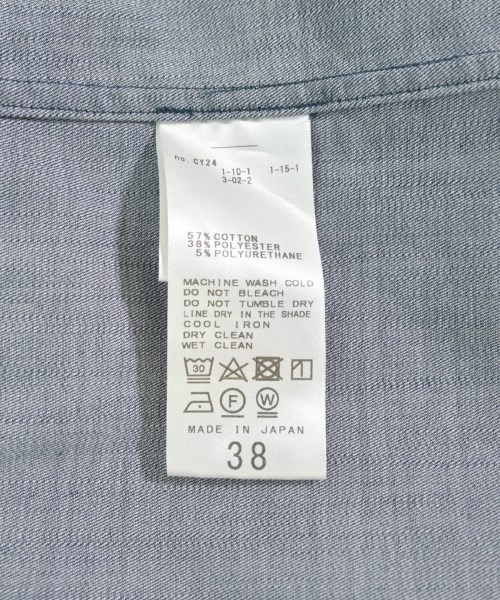 no. CY24
1-10-1 1-15-1
3-02-2
57% COTTON
38% POLYESTER
5% POLYURETHANE
MACHINE WASH COLD
DO NOT BLEACH
DO NOT TUMBLE DRY
LINE DRY IN THE SHADE
COOL IRON
DRY CLEAN
WET CLEAN
30
F W
MADE IN JAPAN
38